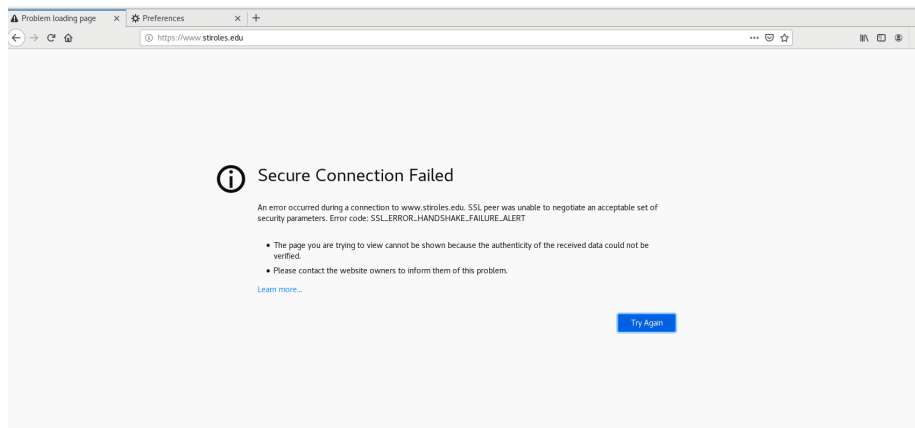 Problem loading page
Preferences
https://www.stiroles.edu
Secure Connection Failed
An error occurred during a connection to www.stiroles.edu. SSL peer was unable to negotiate an acceptable set of
security parameters. Error code: SSL_ERROR_HANDSHAKE_FAILURE_ALERT
• The page you are trying to view cannot be shown because the authenticity of the received data could not be
verified.
• Please contact the website owners to inform them of this problem.
Learn more...
Try Again